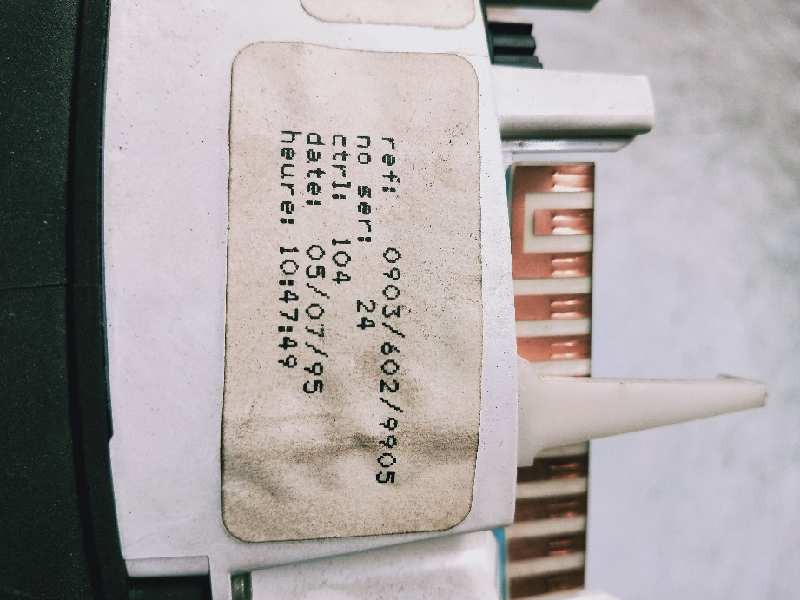 ref: 0903/602/9905
no ser: 24
ctrl: 104
date: 05/07/95
heure: 10:47:49